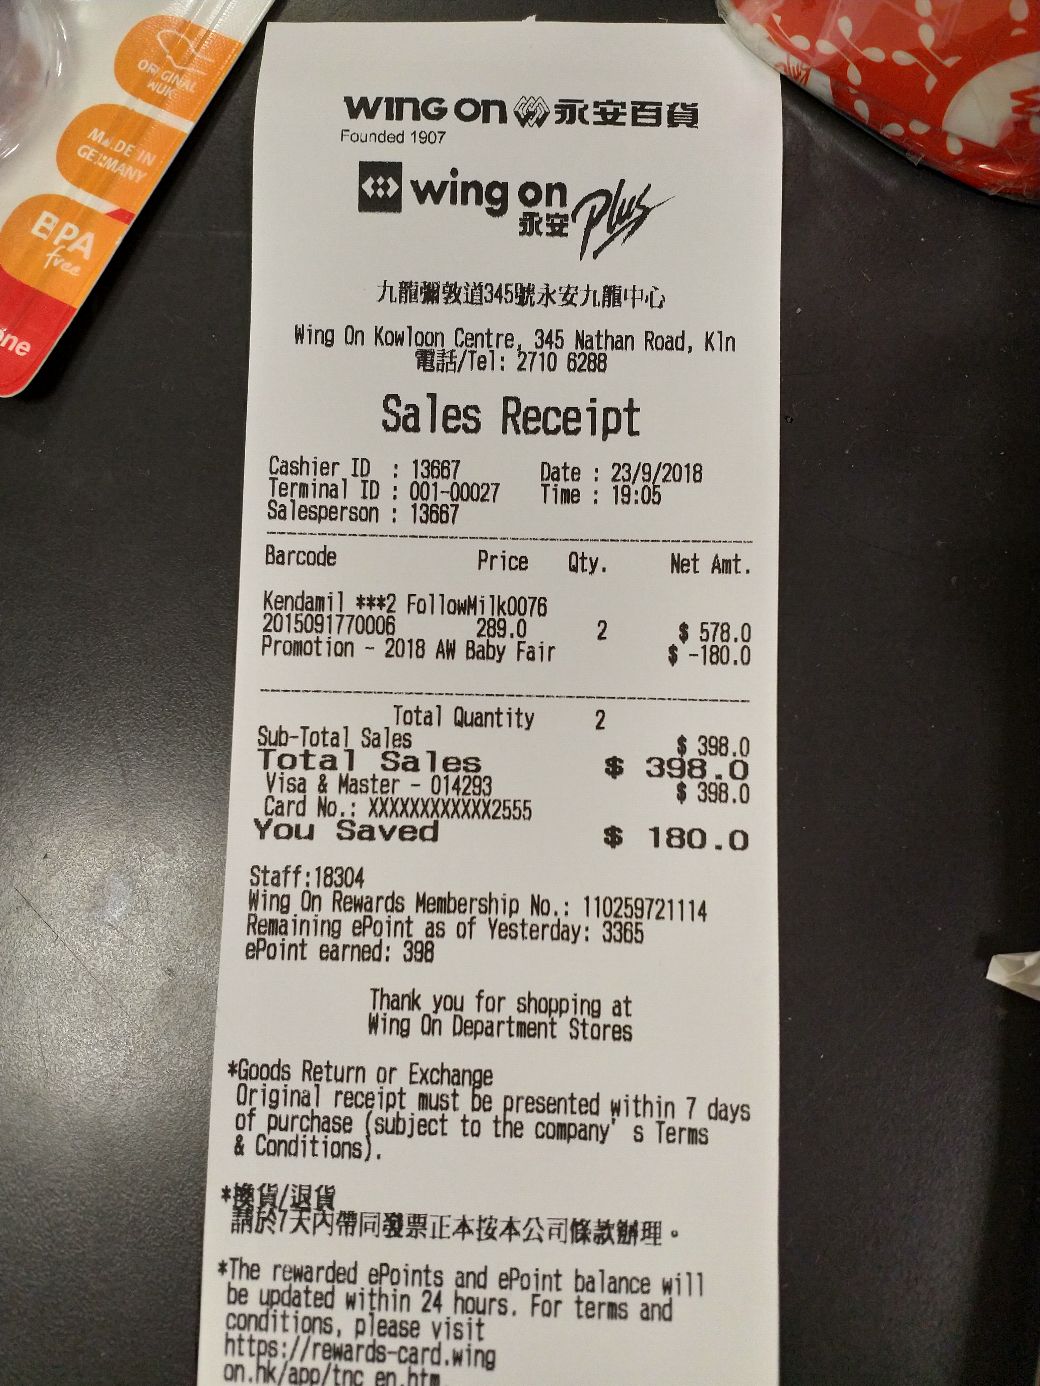 ORIGINAL
NUK
MADE IN
GERMANY
BPA
free
WING ON 永安百貨
Founded 1907
wing on
永安 Plus
九龍彌敦道345號永安九龍中心
Wing On Kowloon Centre, 345 Nathan Road, Kln
電話/Tel: 2710 6288
Sales Receipt
Cashier ID : 13667 Date : 23/9/2018
Terminal ID : 001-00027 Time : 19:05
Salesperson : 13667
Barcode Price Qty. Net Amt.
Kendamil ***2 FollowMilk0076
2015091770006 289.0 2 $ 578.0
Promotion - 2018 AW Baby Fair $ -180.0
Total Quantity 2
Sub-Total Sales $ 398.0
Total Sales $ 398.0
Visa & Master - 014293 $ 398.0
Card No.: XXXXXXXXXXXX2555
You Saved $ 180.0
Staff:18304
Wing On Rewards Membership No.: 110259721114
Remaining ePoint as of Yesterday: 3365
ePoint earned: 398
Thank you for shopping at
Wing On Department Stores
*Goods Return or Exchange
Original receipt must be presented within 7 days
of purchase (subject to the company' s Terms
& Conditions).
*換貨/退貨
請於7天內帶同發票正本按本公司條款辦理。
*The rewarded ePoints and ePoint balance will
be updated within 24 hours. For terms and
conditions, please visit
https://rewards-card.wing
on.hk/app/tnc_en.htm